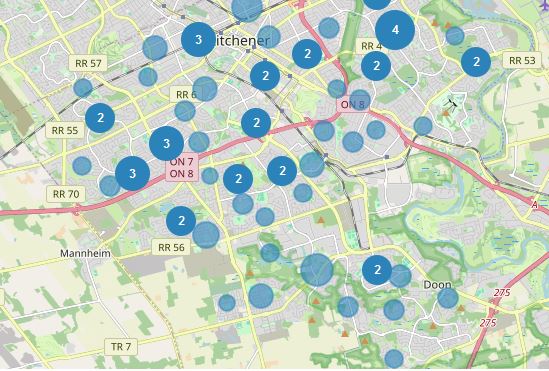 4
3
itchener
2
RR 4
2
2
RR 53
RR 57
2
RR 6
ON 8
2
2
RR 55
3
ON 7
ON 8
3
2
2
RR 70
2
RR 56
Mannheim
2
Doon
A
275
275
TR 7